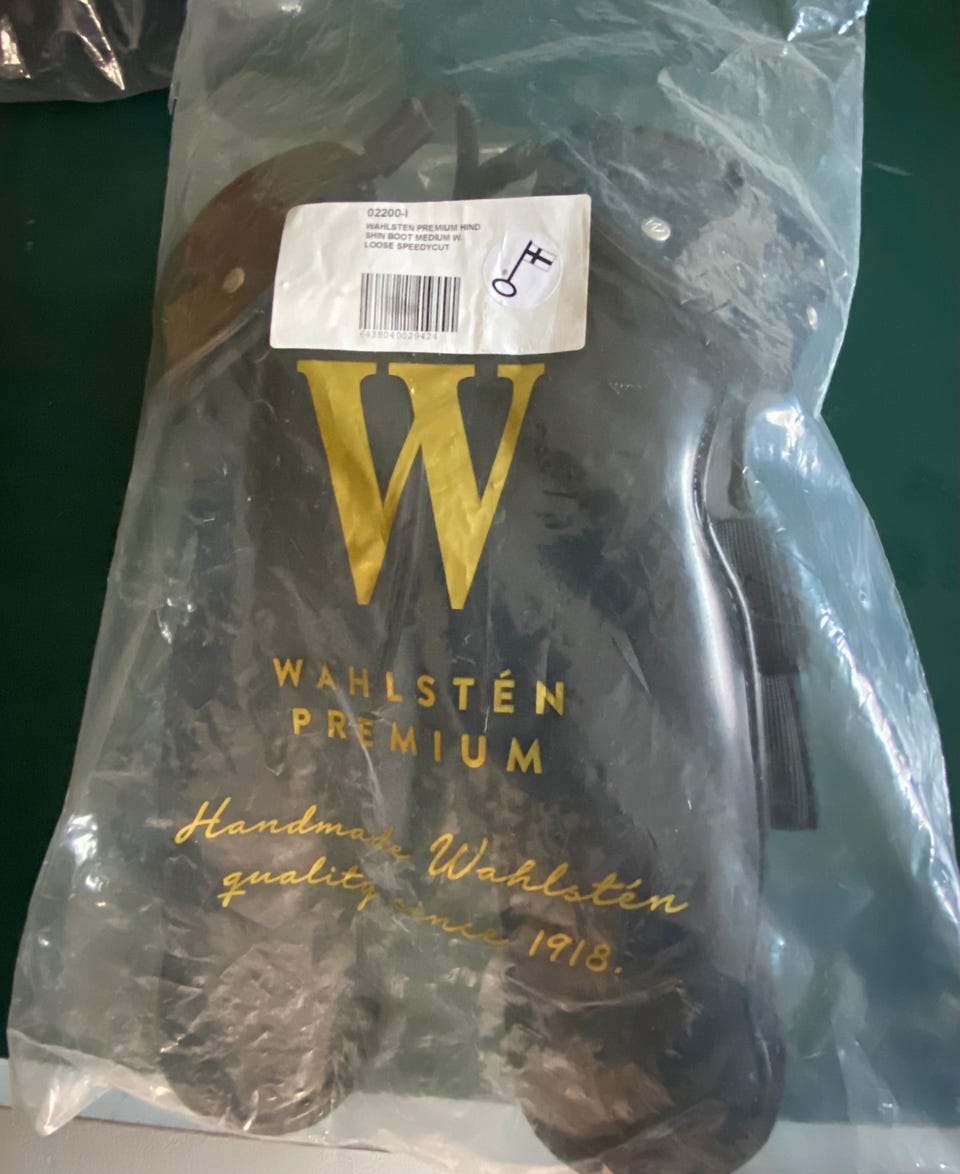 02200-I
WAHLSTEN PREMIUM HIND
SHIN BOOT MEDIUM W.
LOOSE SPEEDYCUT
W
WAHLSTÉN
PREMIUM
Handmade Wahlstén
quality since 1918.